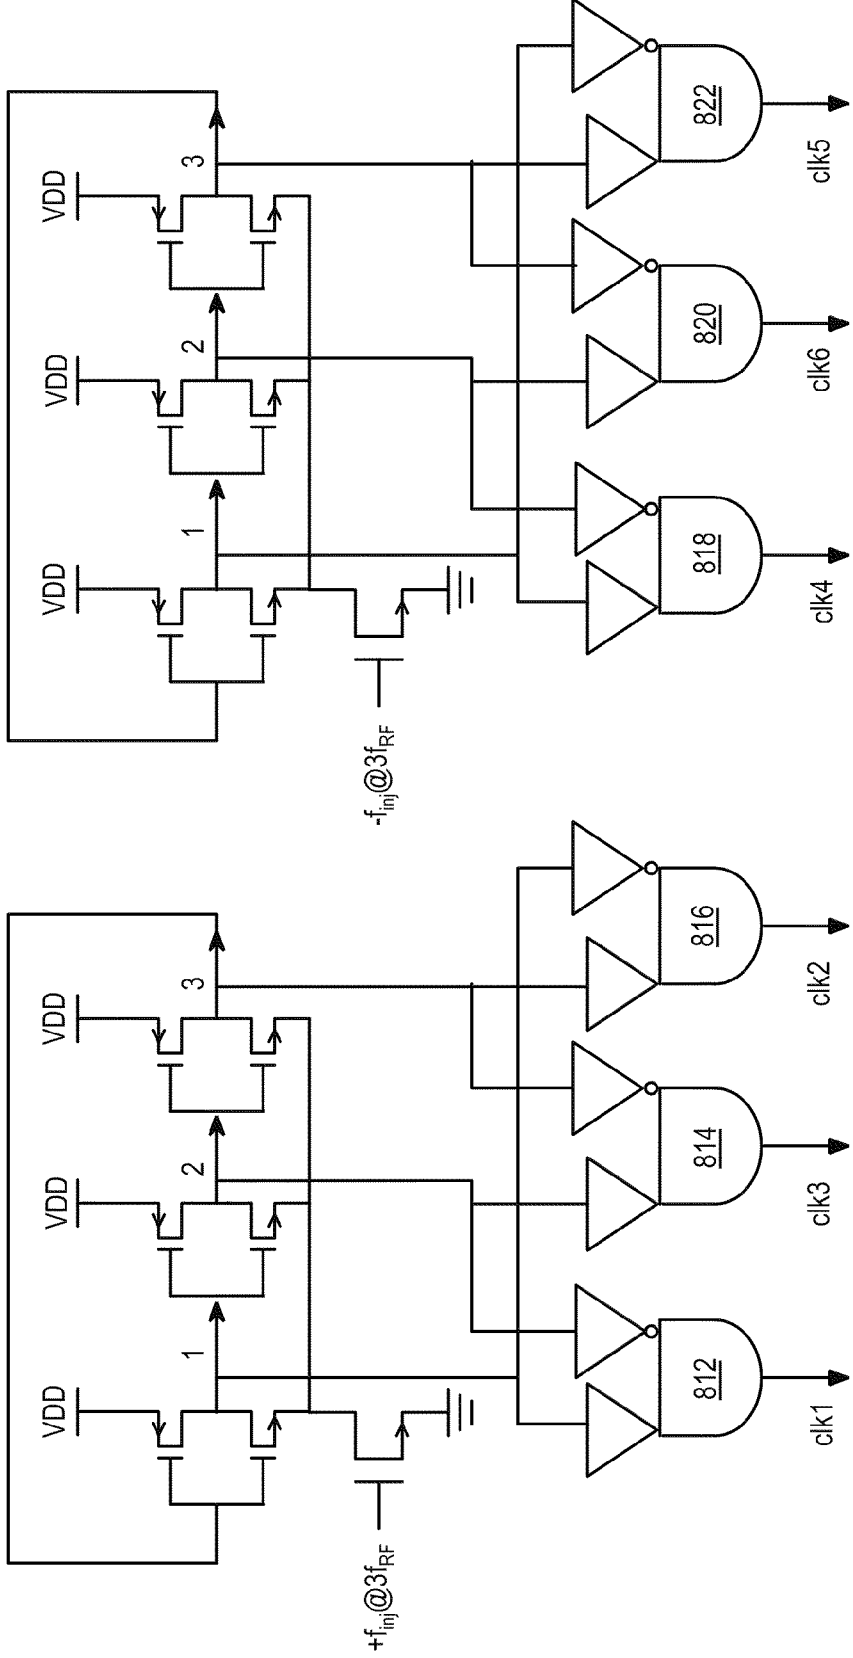 VDD
VDD
VDD
1
2
3
+f_inj@3f_RF
812
814
816
clk1
clk3
clk2
VDD
VDD
VDD
1
2
3
-f_inj@3f_RF
818
820
822
clk4
clk6
clk5